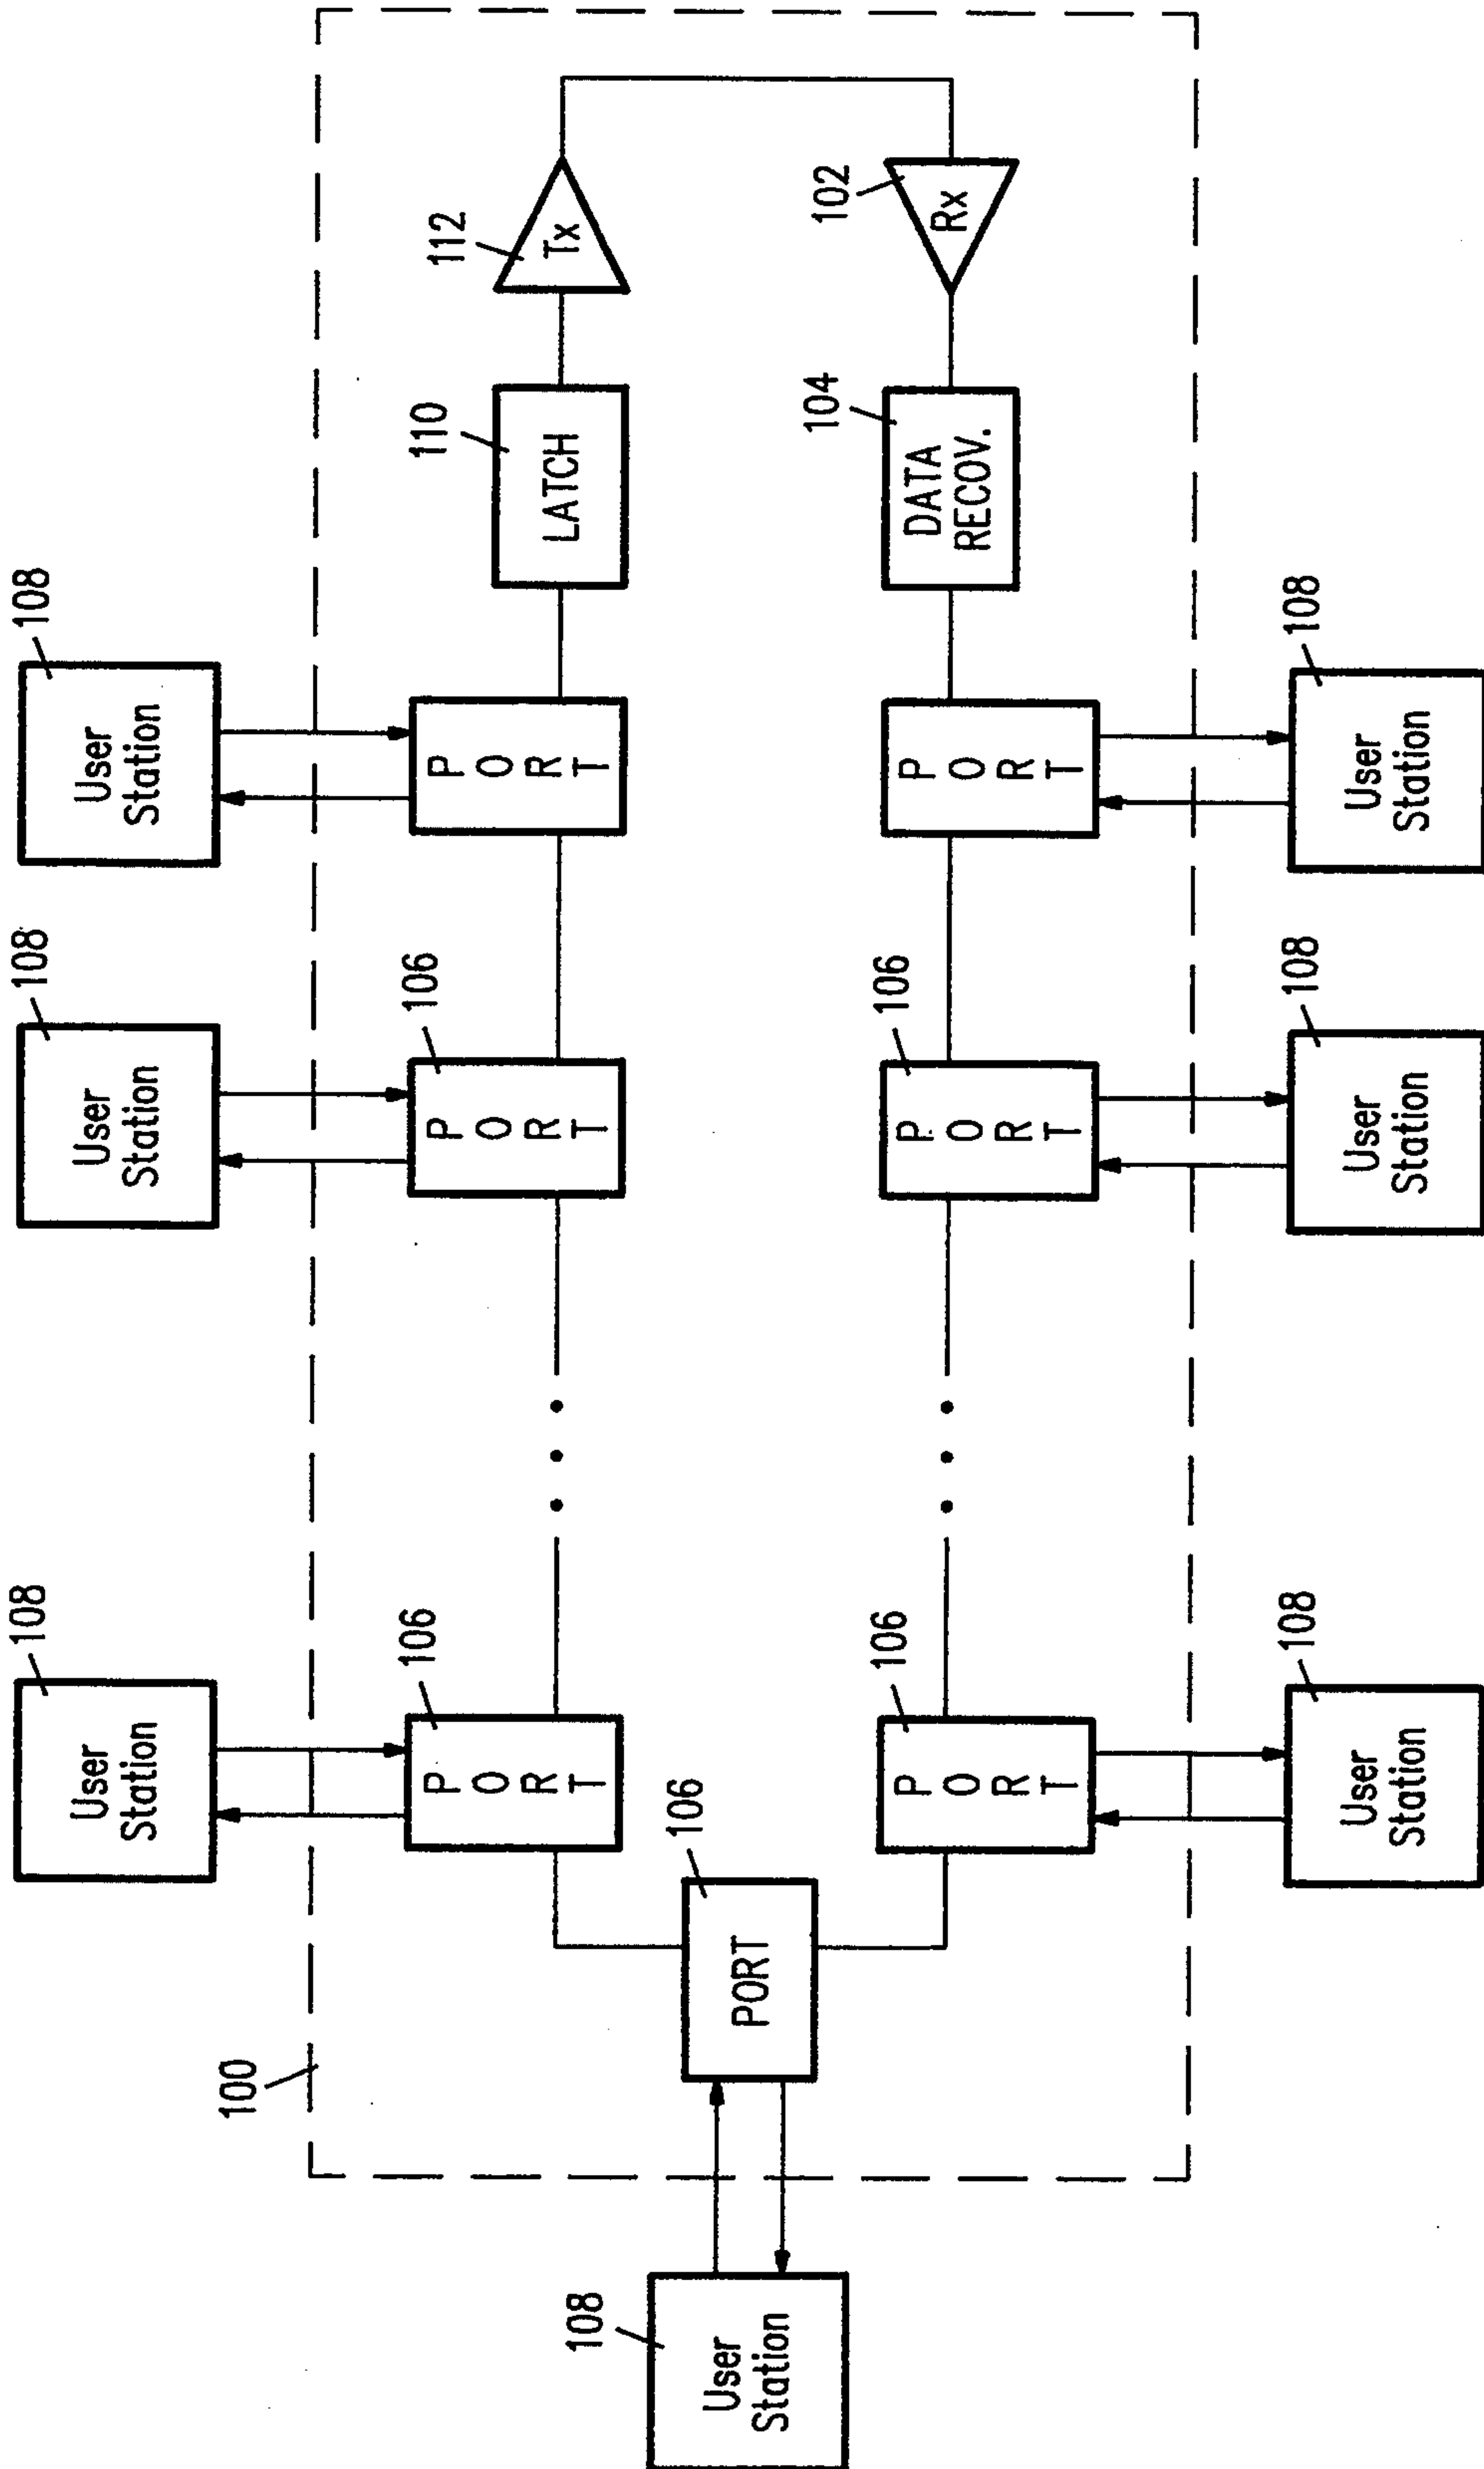 108
User
Station
108
User
Station
108
User
Station
100
106
P
O
R
T
106
P
O
R
T
P
O
R
T
110
LATCH
112
Tx
108
User
Station
106
PORT
106
P
O
R
T
106
P
O
R
T
P
O
R
T
104
DATA
RECOV.
102
Rx
108
User
Station
108
User
Station
108
User
Station